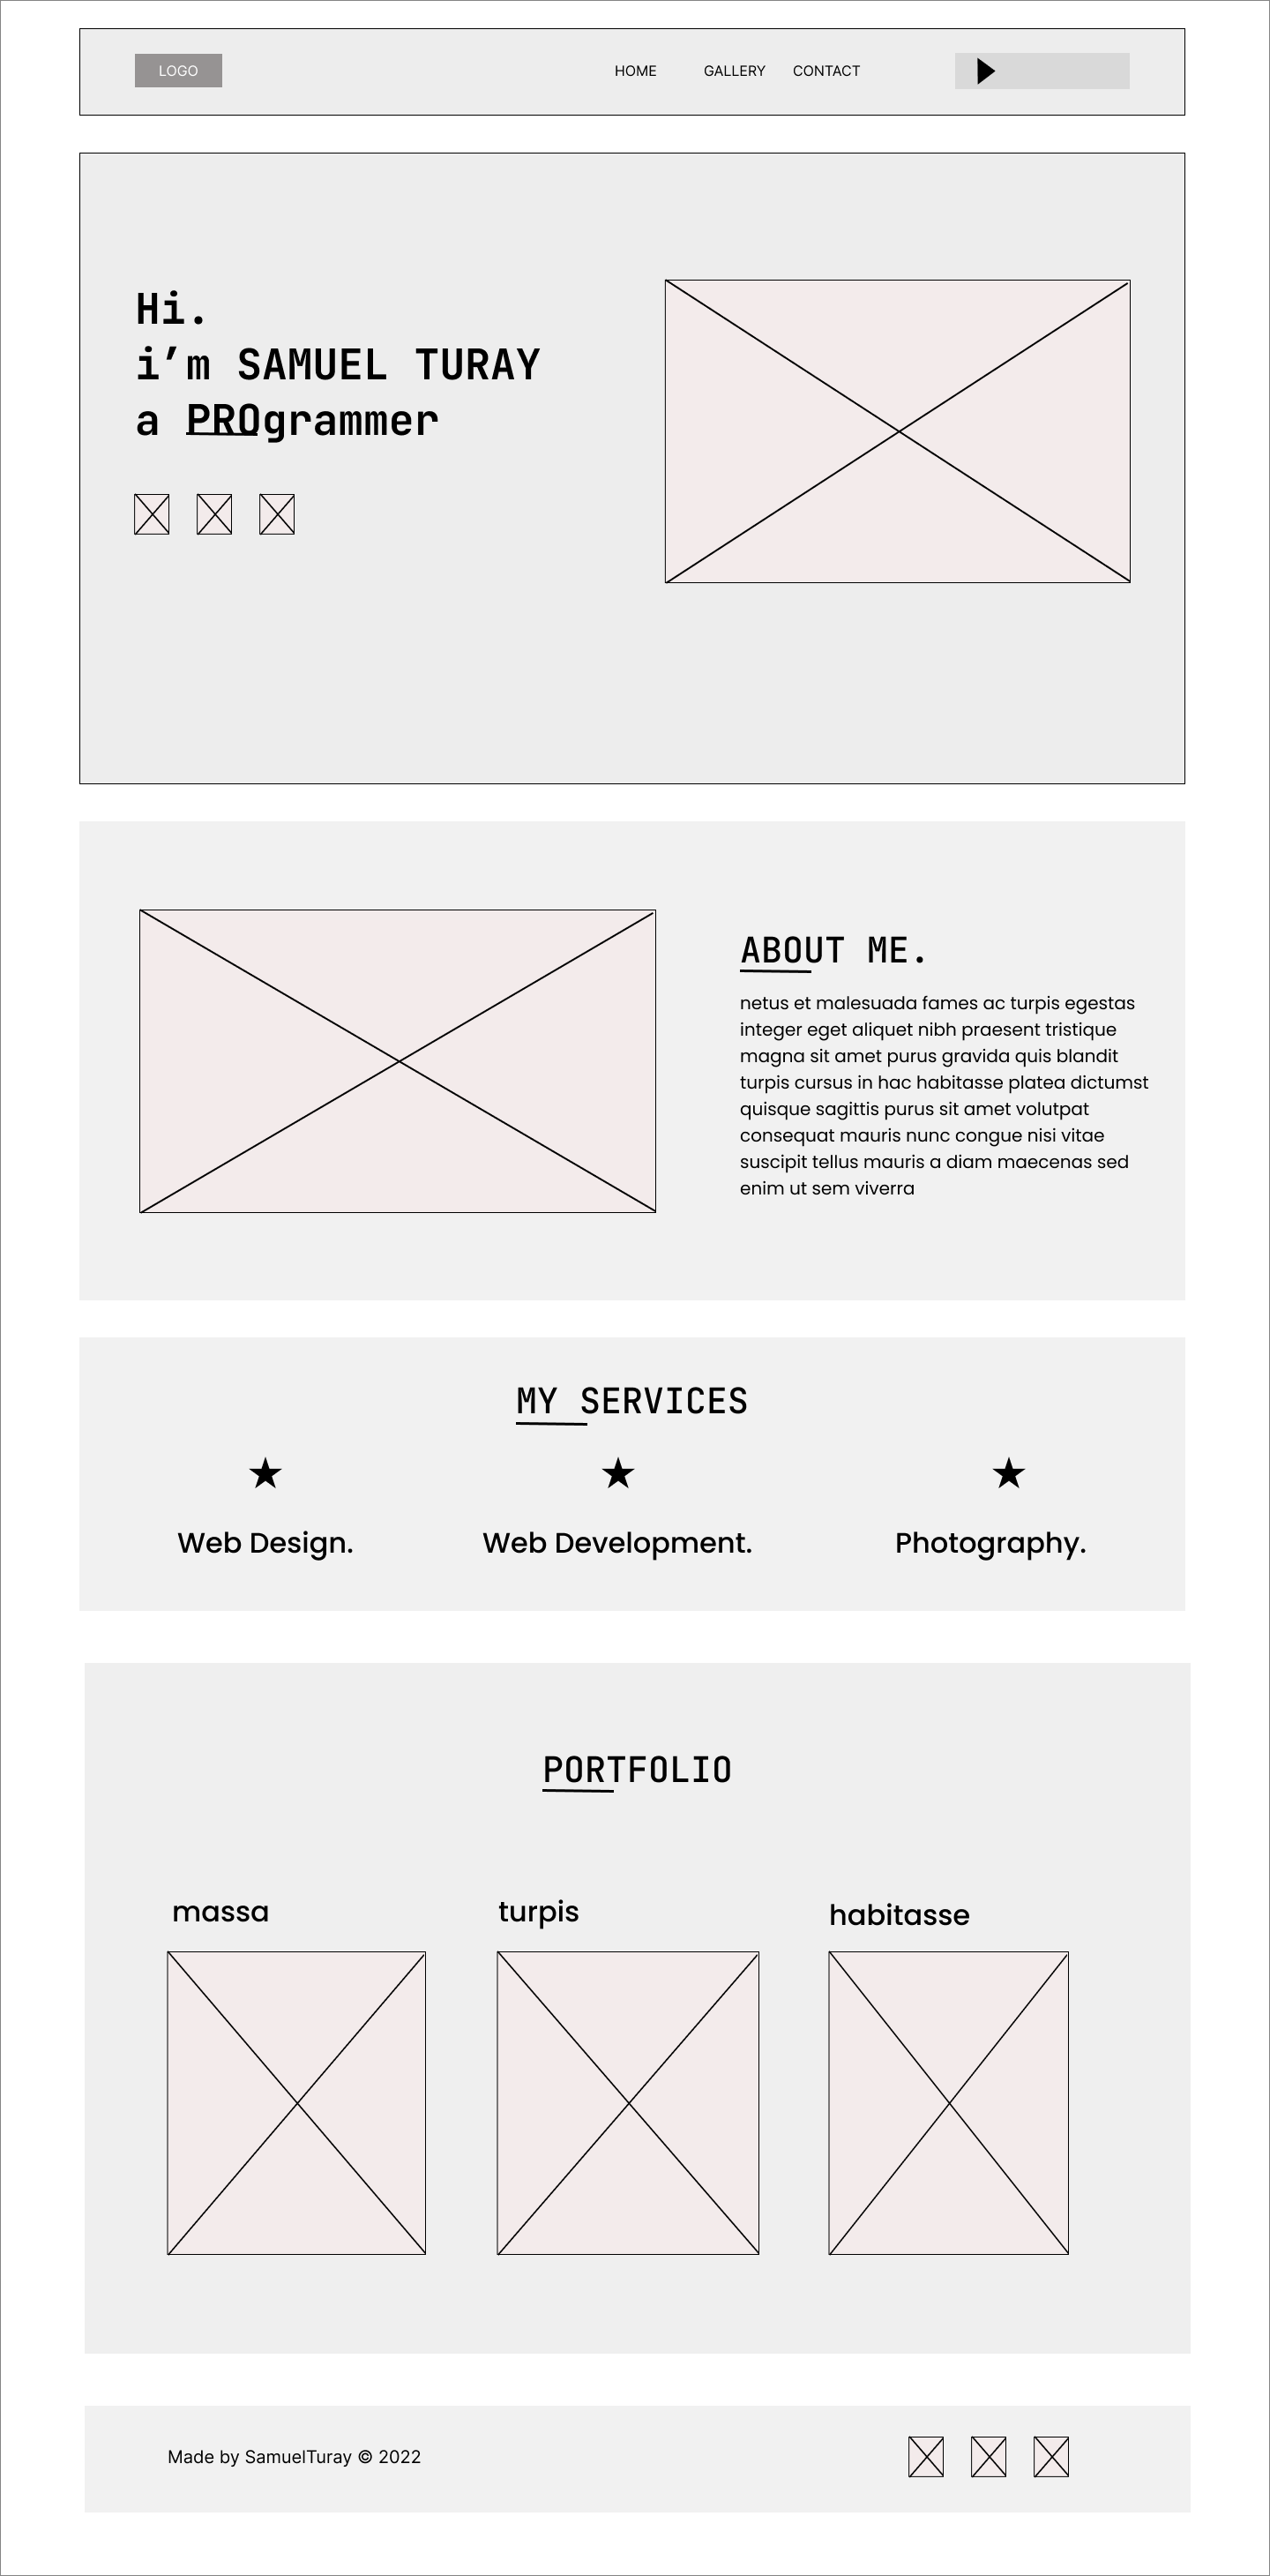 LOGO
HOME GALLERY CONTACT
Hi.
i’m SAMUEL TURAY
a PROgrammer
ABOUT ME.
netus et malesuada fames ac turpis egestas
integer eget aliquet nibh praesent tristique
magna sit amet purus gravida quis blandit
turpis cursus in hac habitasse platea dictumst
quisque sagittis purus sit amet volutpat
consequat mauris nunc congue nisi vitae
suscipit tellus mauris a diam maecenas sed
enim ut sem viverra
MY SERVICES
Web Design.
Web Development.
Photography.
PORTFOLIO
massa
turpis
habitasse
Made by SamuelTuray © 2022